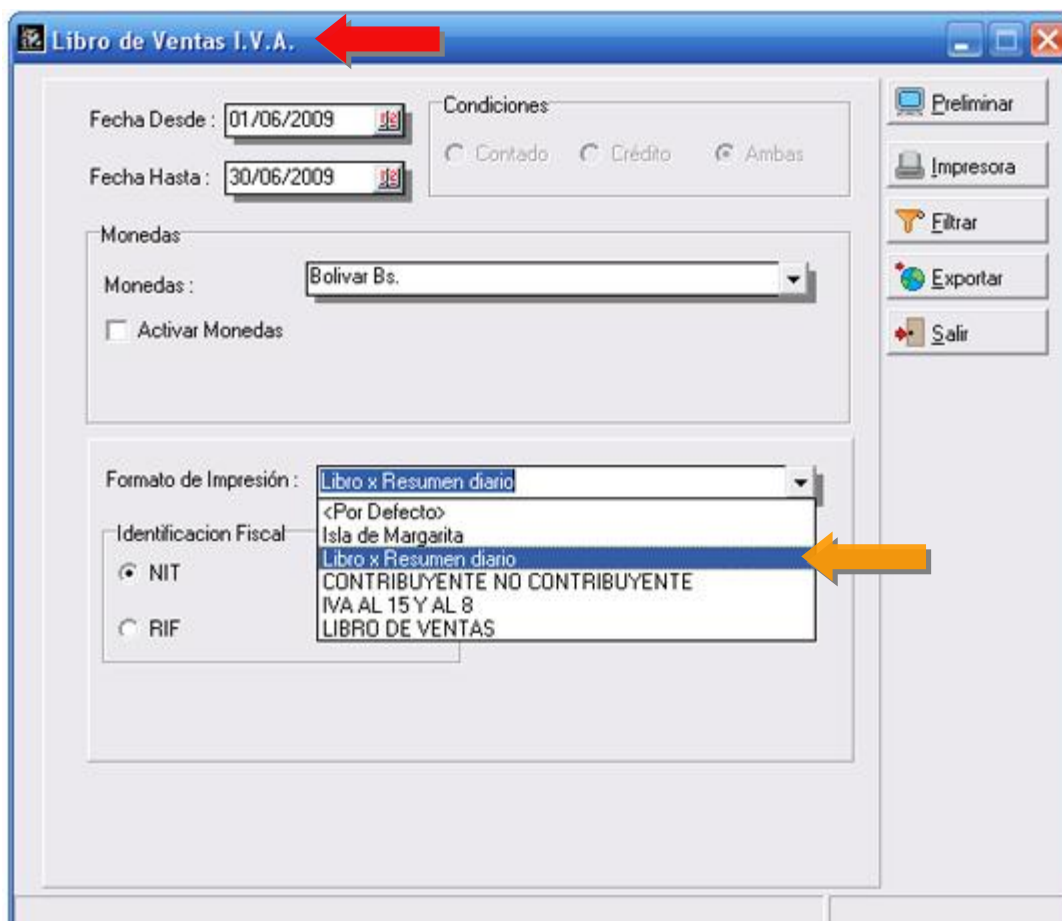 Libro de Ventas I.V.A.
Fecha Desde : 01/06/2009
Condiciones
Contado Crédito Ambas
Fecha Hasta : 30/06/2009
Monedas
Monedas : Bolivar Bs.
Activar Monedas
Formato de Impresión : Libro x Resumen diario
<Por Defecto>
Isla de Margarita
Libro x Resumen diario
CONTRIBUYENTE NO CONTRIBUYENTE
IVA AL 15 Y AL 8
LIBRO DE VENTAS
Identificacion Fiscal
NIT
RIF
Preliminar
Impresora
Filtrar
Exportar
Salir